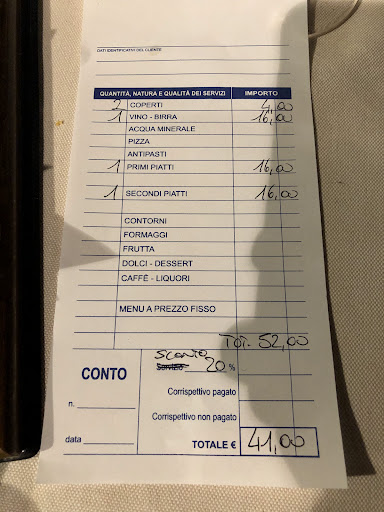 DATI IDENTIFICATIVI DEL CLIENTE
QUANTITÀ, NATURA E QUALITÀ DEI SERVIZI IMPORTO
2 COPERTI 4,00
1 VINO - BIRRA 16,00
ACQUA MINERALE
PIZZA
ANTIPASTI
1 PRIMI PIATTI 16,00
1 SECONDI PIATTI 16,00
CONTORNI
FORMAGGI
FRUTTA
DOLCI - DESSERT
CAFFÈ - LIQUORI
MENU A PREZZO FISSO
TOT. 52,00
SCONTO
CONTO Servizio 20 %
Corrispettivo pagato
n. Corrispettivo non pagato
data TOTALE € 41,00